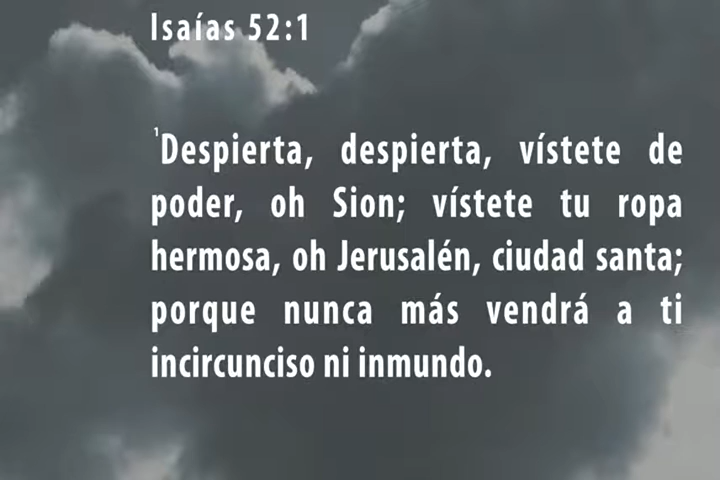 Isaías 52:1
¹Despierta, despierta, vístete de
poder, oh Sion; vístete tu ropa
hermosa, oh Jerusalén, ciudad santa;
porque nunca más vendrá a ti
incircunciso ni inmundo.